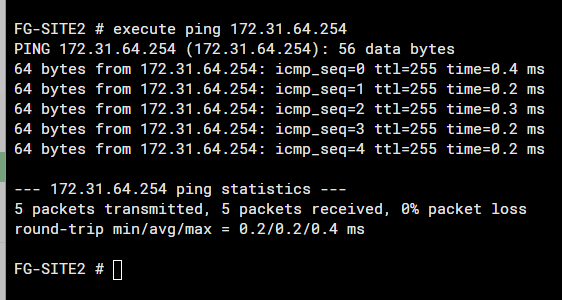 FG-SITE2 # execute ping 172.31.64.254
PING 172.31.64.254 (172.31.64.254): 56 data bytes
64 bytes from 172.31.64.254: icmp_seq=0 ttl=255 time=0.4 ms
64 bytes from 172.31.64.254: icmp_seq=1 ttl=255 time=0.2 ms
64 bytes from 172.31.64.254: icmp_seq=2 ttl=255 time=0.3 ms
64 bytes from 172.31.64.254: icmp_seq=3 ttl=255 time=0.2 ms
64 bytes from 172.31.64.254: icmp_seq=4 ttl=255 time=0.2 ms
--- 172.31.64.254 ping statistics ---
5 packets transmitted, 5 packets received, 0% packet loss
round-trip min/avg/max = 0.2/0.2/0.4 ms
FG-SITE2 #